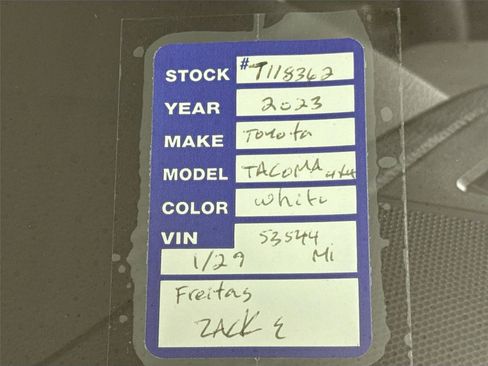 STOCK #T118362
YEAR 2023
MAKE Toyota
MODEL TACOMA 4x4
COLOR white
VIN 53544
1/29 Mi
Freitas
ZACK E